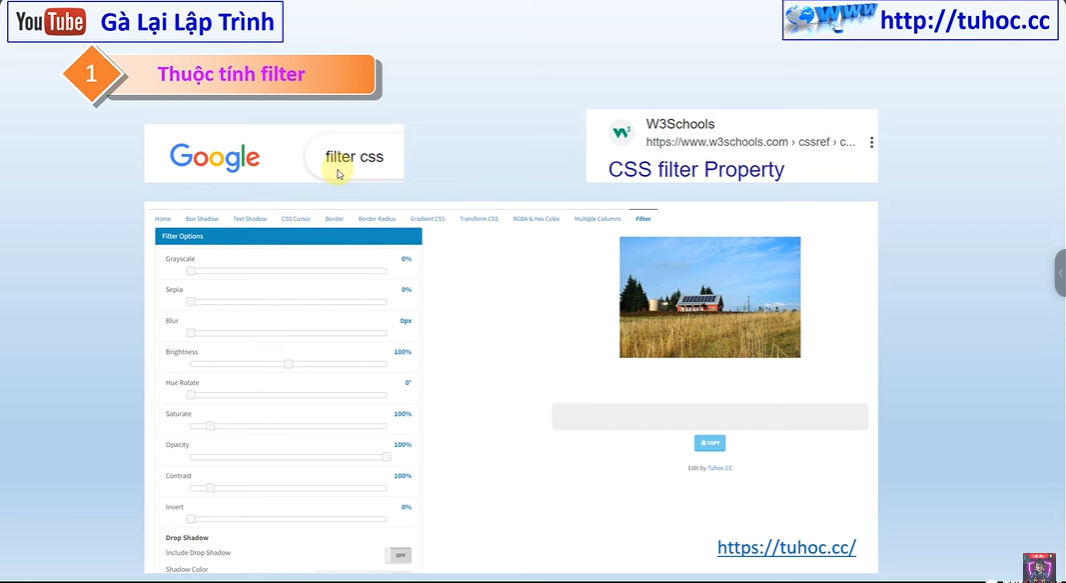 YouTube Gà Lại Lập Trình
WWW http://tuhoc.cc
1 Thuộc tính filter
Google
filter css
W3Schools
https://www.w3schools.com › cssref › c...
CSS filter Property
Home Box Shadow Text Shadow CSS Cursor Border Border Radius Gradient CSS Transform CSS RGBA & Hex Color Multiple Columns Filter
Filter Options
Grayscale 0%
Sepia 0%
Blur 0px
Brightness 100%
Hue Rotate 0°
Saturate 100%
Opacity 100%
Contrast 100%
Invert 0%
Drop Shadow
Include Drop Shadow OFF
Shadow Color
COPY
Edit by Tuhoc.CC
https://tuhoc.cc/